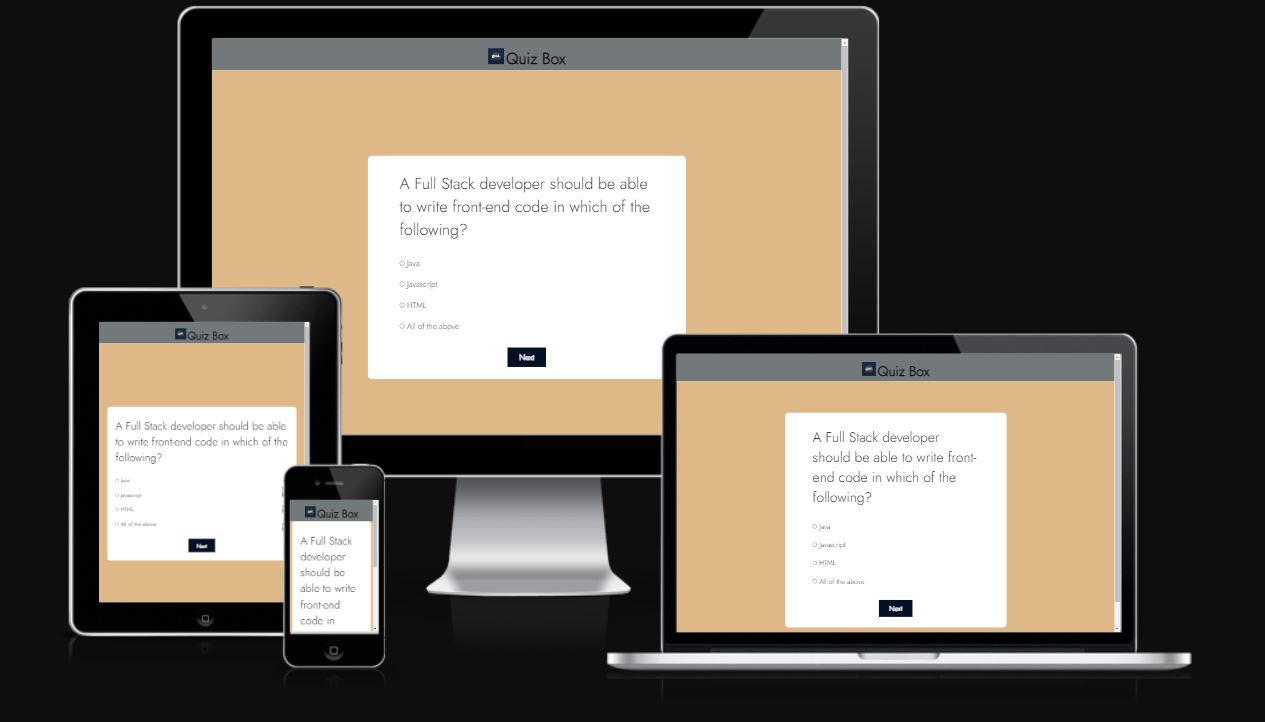 Quiz Box
A Full Stack developer should be able
to write front-end code in which of the
following?
Java
Javascript
HTML
All of the above
Next
Quiz Box
A Full Stack developer should be able
to write front-end code in which of the
following?
Java
Javascript
HTML
All of the above
Next
Quiz Box
A Full Stack
developer
should be
able to write
front-end
code in
Quiz Box
A Full Stack developer
should be able to write front-
end code in which of the
following?
Java
Javascript
HTML
All of the above
Next